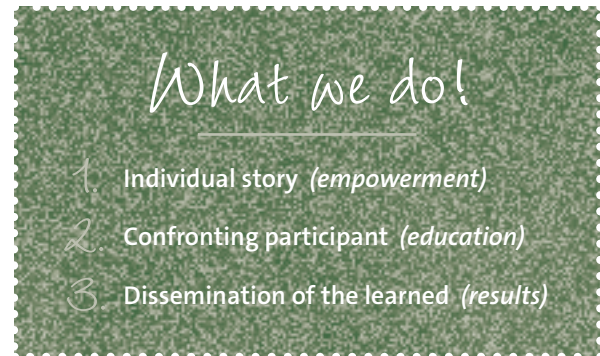 What we do!
1. Individual story (empowerment)
2. Confronting participant (education)
3. Dissemination of the learned (results)